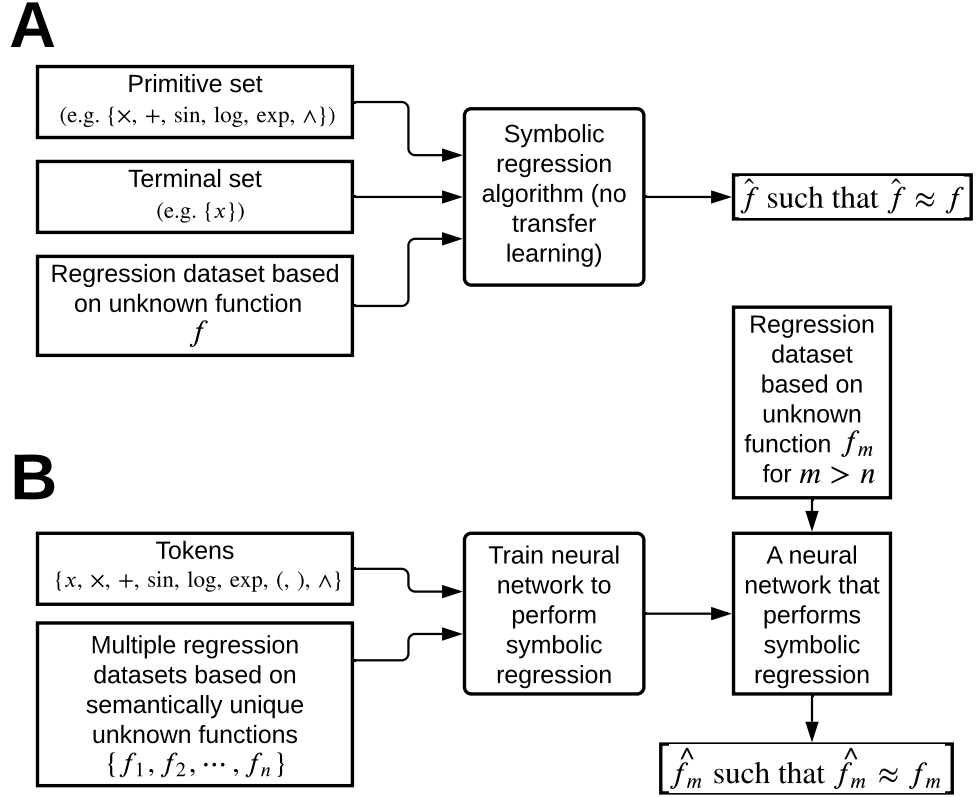 A
Primitive set
(e.g. {×, +, sin, log, exp, ∧})
Terminal set
(e.g. {x})
Regression dataset based
on unknown function
f
Symbolic
regression
algorithm (no
transfer
learning)
f̂ such that f̂ ≈ f
Regression
dataset
based on
unknown
function fₘ
for m > n
B
Tokens
{x, ×, +, sin, log, exp, (, ), ∧}
Multiple regression
datasets based on
semantically unique
unknown functions
{f₁, f₂, ⋯, fₙ}
Train neural
network to
perform
symbolic
regression
A neural
network that
performs
symbolic
regression
f̂ₘ such that f̂ₘ ≈ fₘ